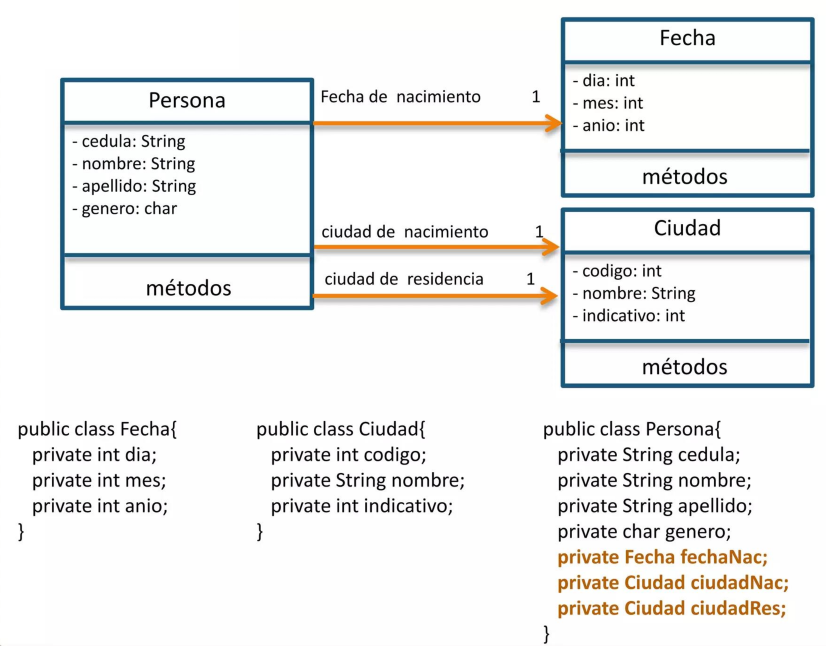 Persona
- cedula: String
- nombre: String
- apellido: String
- genero: char
métodos
Fecha de nacimiento 1
ciudad de nacimiento 1
ciudad de residencia 1
Fecha
- dia: int
- mes: int
- anio: int
métodos
Ciudad
- codigo: int
- nombre: String
- indicativo: int
métodos
public class Fecha{
private int dia;
private int mes;
private int anio;
}
public class Ciudad{
private int codigo;
private String nombre;
private int indicativo;
}
public class Persona{
private String cedula;
private String nombre;
private String apellido;
private char genero;
private Fecha fechaNac;
private Ciudad ciudadNac;
private Ciudad ciudadRes;
}